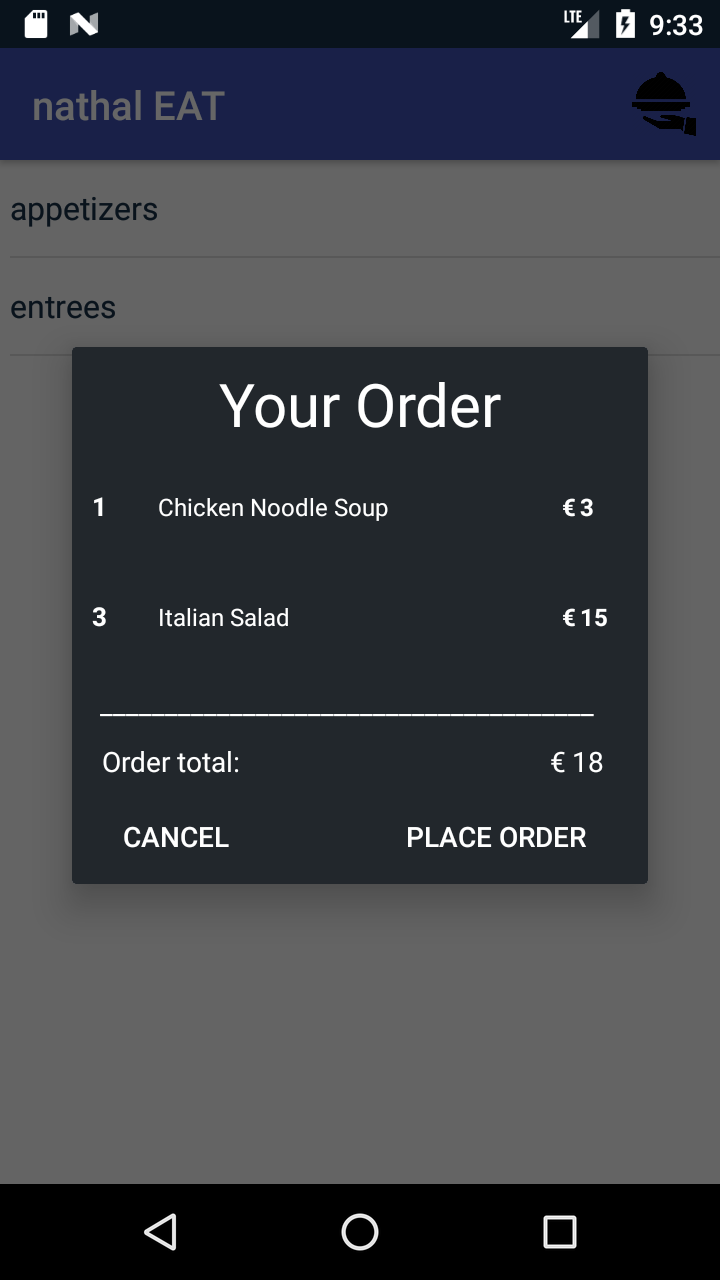 LTE 9:33
nathal EAT
appetizers
entrees
Your Order
1 Chicken Noodle Soup € 3
3 Italian Salad € 15
Order total: € 18
CANCEL PLACE ORDER